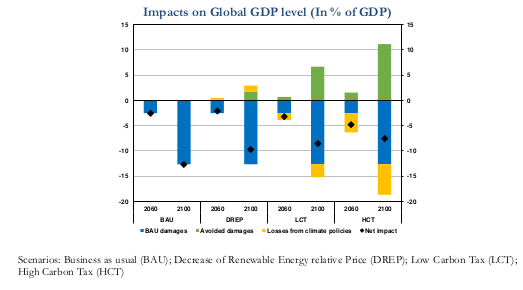 Impacts on Global GDP level (In % of GDP)
15 15
10 10
5 5
0 0
-5 -5
-10 -10
-15 -15
-20 -20
2060 2100 2060 2100 2060 2100 2060 2100
BAU DREP LCT HCT
BAU damages Avoided damages Losses from climate policies Net impact
Scenarios: Business as usual (BAU); Decrease of Renewable Energy relative Price (DREP); Low Carbon Tax (LCT);
High Carbon Tax (HCT)